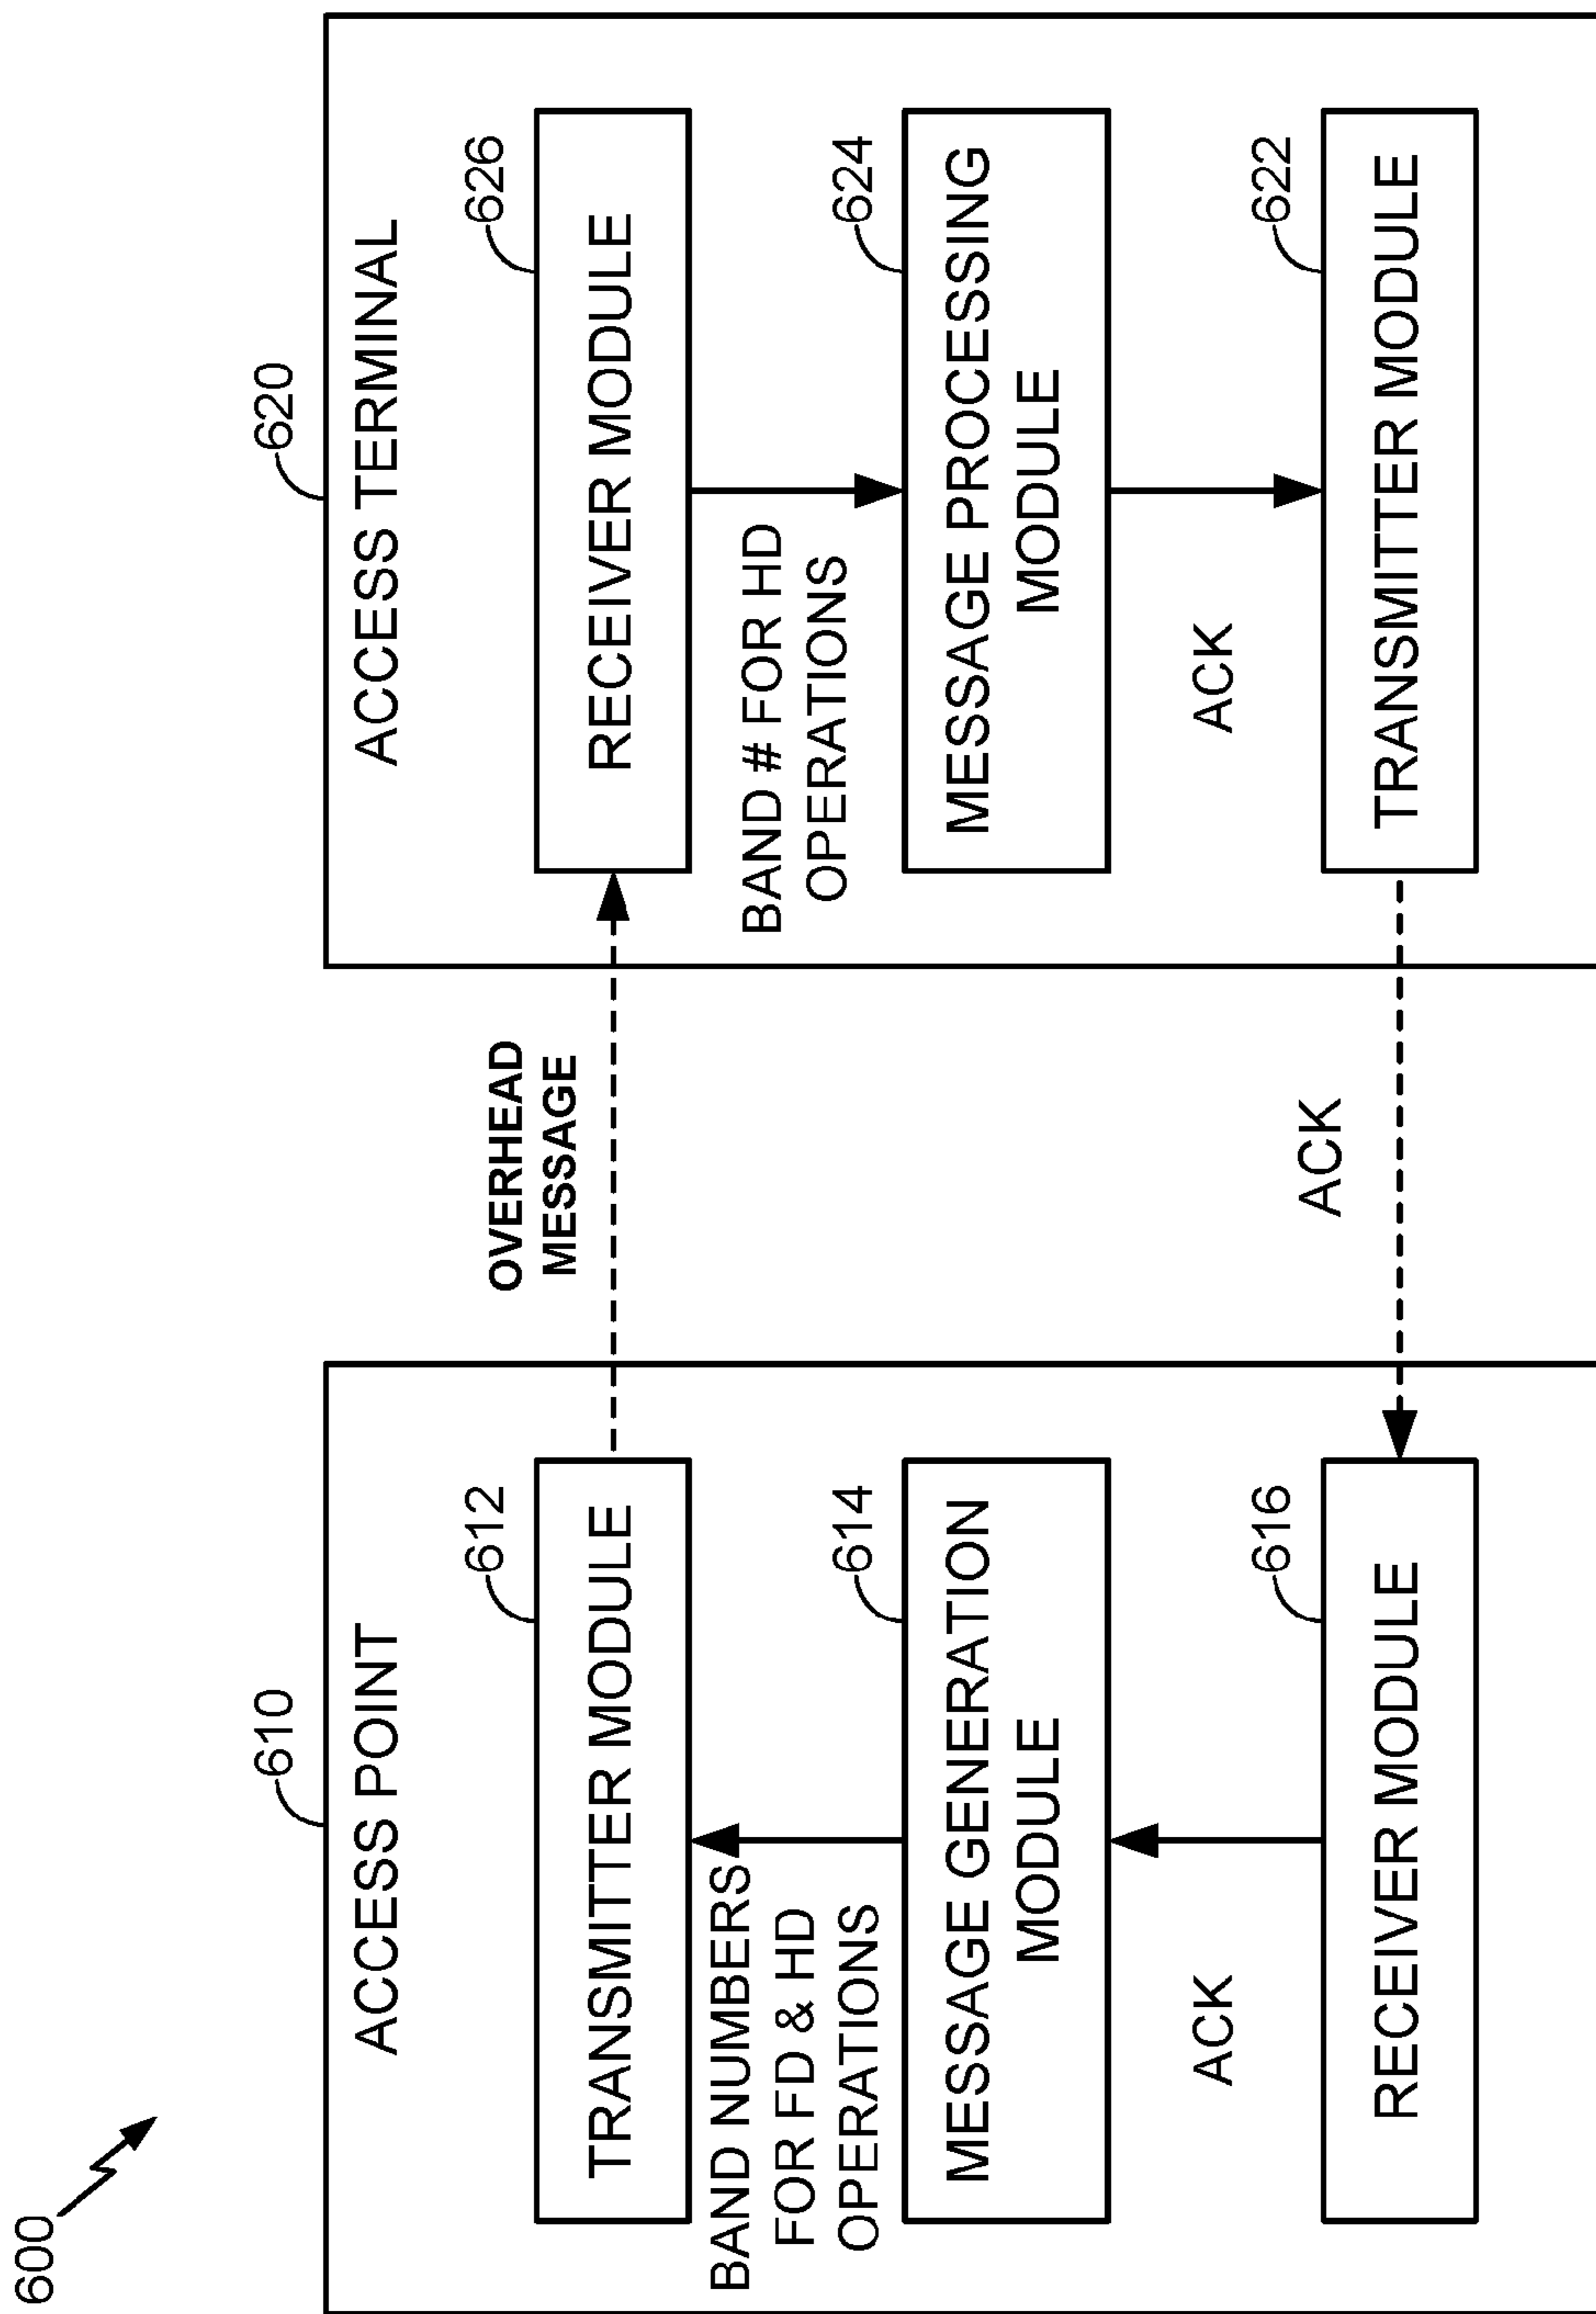 600
610
ACCESS POINT
612
TRANSMITTER MODULE
BAND NUMBERS
FOR FD & HD
OPERATIONS
614
MESSAGE GENERATION
MODULE
ACK
616
RECEIVER MODULE
OVERHEAD
MESSAGE
ACK
620
ACCESS TERMINAL
626
RECEIVER MODULE
BAND # FOR HD
OPERATIONS
624
MESSAGE PROCESSING
MODULE
ACK
622
TRANSMITTER MODULE